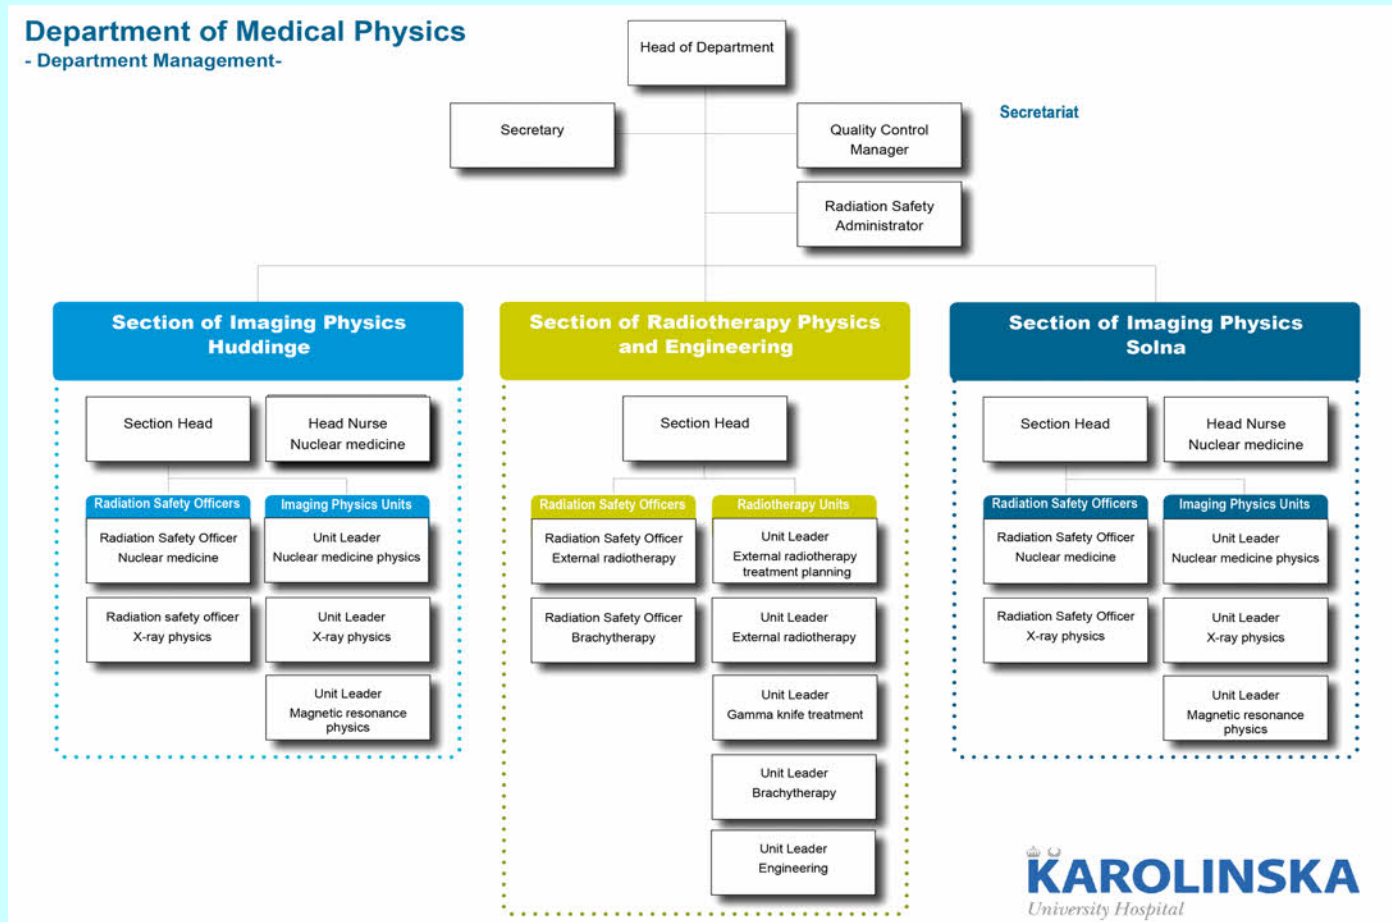 Department of Medical Physics
- Department Management-
Head of Department
Secretary
Quality Control
Manager
Secretariat
Radiation Safety
Administrator
Section of Imaging Physics
Huddinge
Section Head
Head Nurse
Nuclear medicine
Radiation Safety Officers
Radiation Safety Officer
Nuclear medicine
Radiation safety officer
X-ray physics
Imaging Physics Units
Unit Leader
Nuclear medicine physics
Unit Leader
X-ray physics
Unit Leader
Magnetic resonance
physics
Section of Radiotherapy Physics
and Engineering
Section Head
Radiation Safety Officers
Radiation Safety Officer
External radiotherapy
Radiation Safety Officer
Brachytherapy
Radiotherapy Units
Unit Leader
External radiotherapy
treatment planning
Unit Leader
External radiotherapy
Unit Leader
Gamma knife treatment
Unit Leader
Brachytherapy
Unit Leader
Engineering
Section of Imaging Physics
Solna
Section Head
Head Nurse
Nuclear medicine
Radiation Safety Officers
Radiation Safety Officer
Nuclear medicine
Radiation Safety Officer
X-ray physics
Imaging Physics Units
Unit Leader
Nuclear medicine physics
Unit Leader
X-ray physics
Unit Leader
Magnetic resonance
physics
KAROLINSKA
University Hospital